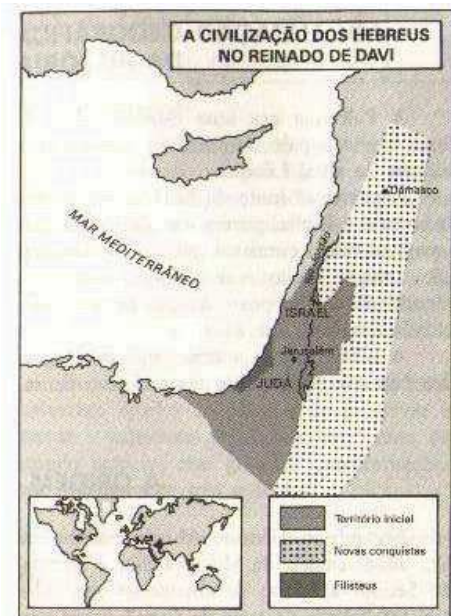 A CIVILIZAÇÃO DOS HEBREUS
NO REINADO DE DAVI
Damasco
MAR MEDITERRÂNEO
ISRAEL
Jerusalém
JUDÁ
Território inicial
Novas conquistas
Filisteus